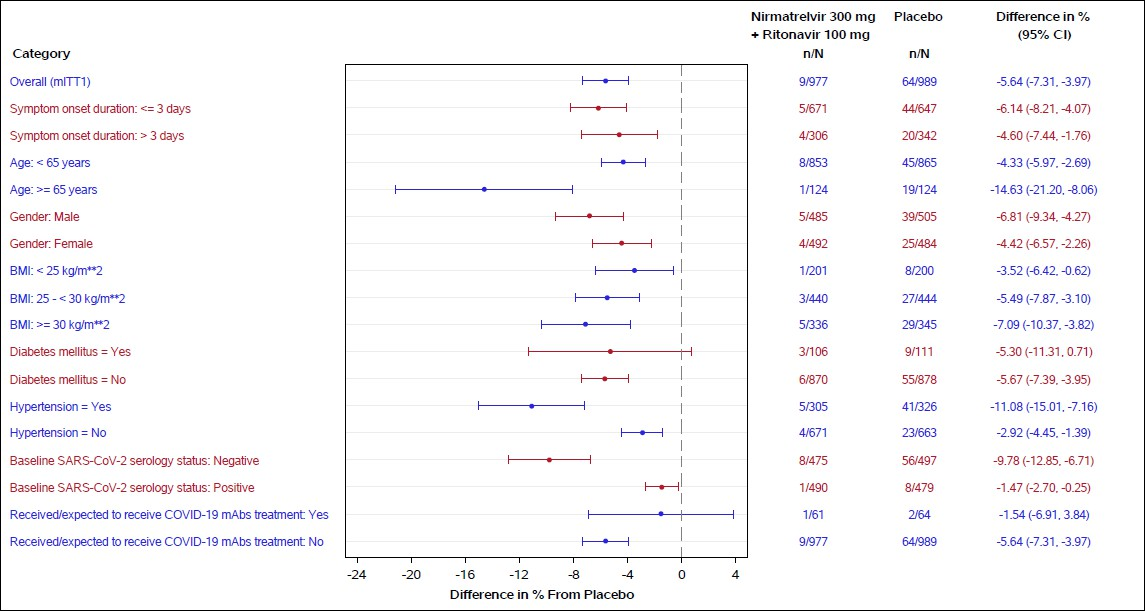 Nirmatrelvir 300 mg Placebo Difference in %
+ Ritonavir 100 mg (95% CI)
Category n/N n/N
Overall (mITT1) 9/977 64/989 -5.64 (-7.31, -3.97)
Symptom onset duration: <= 3 days 5/671 44/647 -6.14 (-8.21, -4.07)
Symptom onset duration: > 3 days 4/306 20/342 -4.60 (-7.44, -1.76)
Age: < 65 years 8/853 45/865 -4.33 (-5.97, -2.69)
Age: >= 65 years 1/124 19/124 -14.63 (-21.20, -8.06)
Gender: Male 5/485 39/505 -6.81 (-9.34, -4.27)
Gender: Female 4/492 25/484 -4.42 (-6.57, -2.26)
BMI: < 25 kg/m**2 1/201 8/200 -3.52 (-6.42, -0.62)
BMI: 25 - < 30 kg/m**2 3/440 27/444 -5.49 (-7.87, -3.10)
BMI: >= 30 kg/m**2 5/336 29/345 -7.09 (-10.37, -3.82)
Diabetes mellitus = Yes 3/106 9/111 -5.30 (-11.31, 0.71)
Diabetes mellitus = No 6/870 55/878 -5.67 (-7.39, -3.95)
Hypertension = Yes 5/305 41/326 -11.08 (-15.01, -7.16)
Hypertension = No 4/671 23/663 -2.92 (-4.45, -1.39)
Baseline SARS-CoV-2 serology status: Negative 8/475 56/497 -9.78 (-12.85, -6.71)
Baseline SARS-CoV-2 serology status: Positive 1/490 8/479 -1.47 (-2.70, -0.25)
Received/expected to receive COVID-19 mAbs treatment: Yes 1/61 2/64 -1.54 (-6.91, 3.84)
Received/expected to receive COVID-19 mAbs treatment: No 9/977 64/989 -5.64 (-7.31, -3.97)
-24 -20 -16 -12 -8 -4 0 4
Difference in % From Placebo